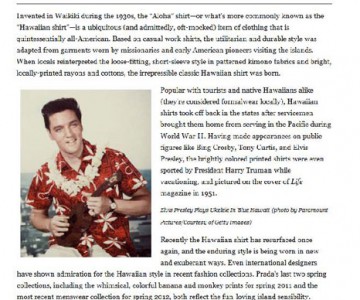 Invented in Waikiki during the 1930s, the "Aloha" shirt—or what's more commonly known as the
"Hawaiian shirt"—is a ubiquitous (and admittedly, oft-mocked) item of clothing that is
quintessentially all-American. Based on casual work shirts, the utilitarian and durable style was
adapted from garments worn by missionaries and early American pioneers visiting the islands.
When locals reinterpreted the loose-fitting, short-sleeve style in patterned kimono fabrics and bright,
locally-printed rayons and cottons, the irrepressible classic Hawaiian shirt was born.
Popular with tourists and native Hawaiians alike
(they're considered formalwear locally), Hawaiian
shirts took off back in the states after servicemen
brought them home from serving in the Pacific during
World War II. Having made appearances on public
figures like Bing Crosby, Tony Curtis, and Elvis
Presley, the brightly colored printed shirts were even
sported by President Harry Truman while
vacationing, and pictured on the cover of Life
magazine in 1951.
Elvis Presley Plays Ukelele In 'Blue Hawaii' (Photo by Paramount
Pictures/Courtesy of Getty Images)
Recently the Hawaiian shirt has resurfaced once
again, and the enduring style is being worn in new
and exuberant ways. Even international designers
have shown admiration for the Hawaiian style in recent fashion collections. Prada's last two spring
collections, including the whimsical, colorful banana and monkey prints for spring 2011 and the
most recent menswear collection for spring 2012, both reflect the fun-loving island sensibility.